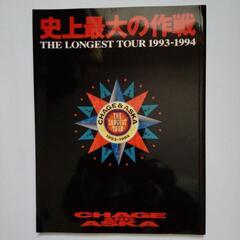 史上最大の作戦
THE LONGEST TOUR 1993-1994
CHAGE&ASKA
THE
LONGEST
TOUR
1993-1994
CHAGE
AND
ASKA